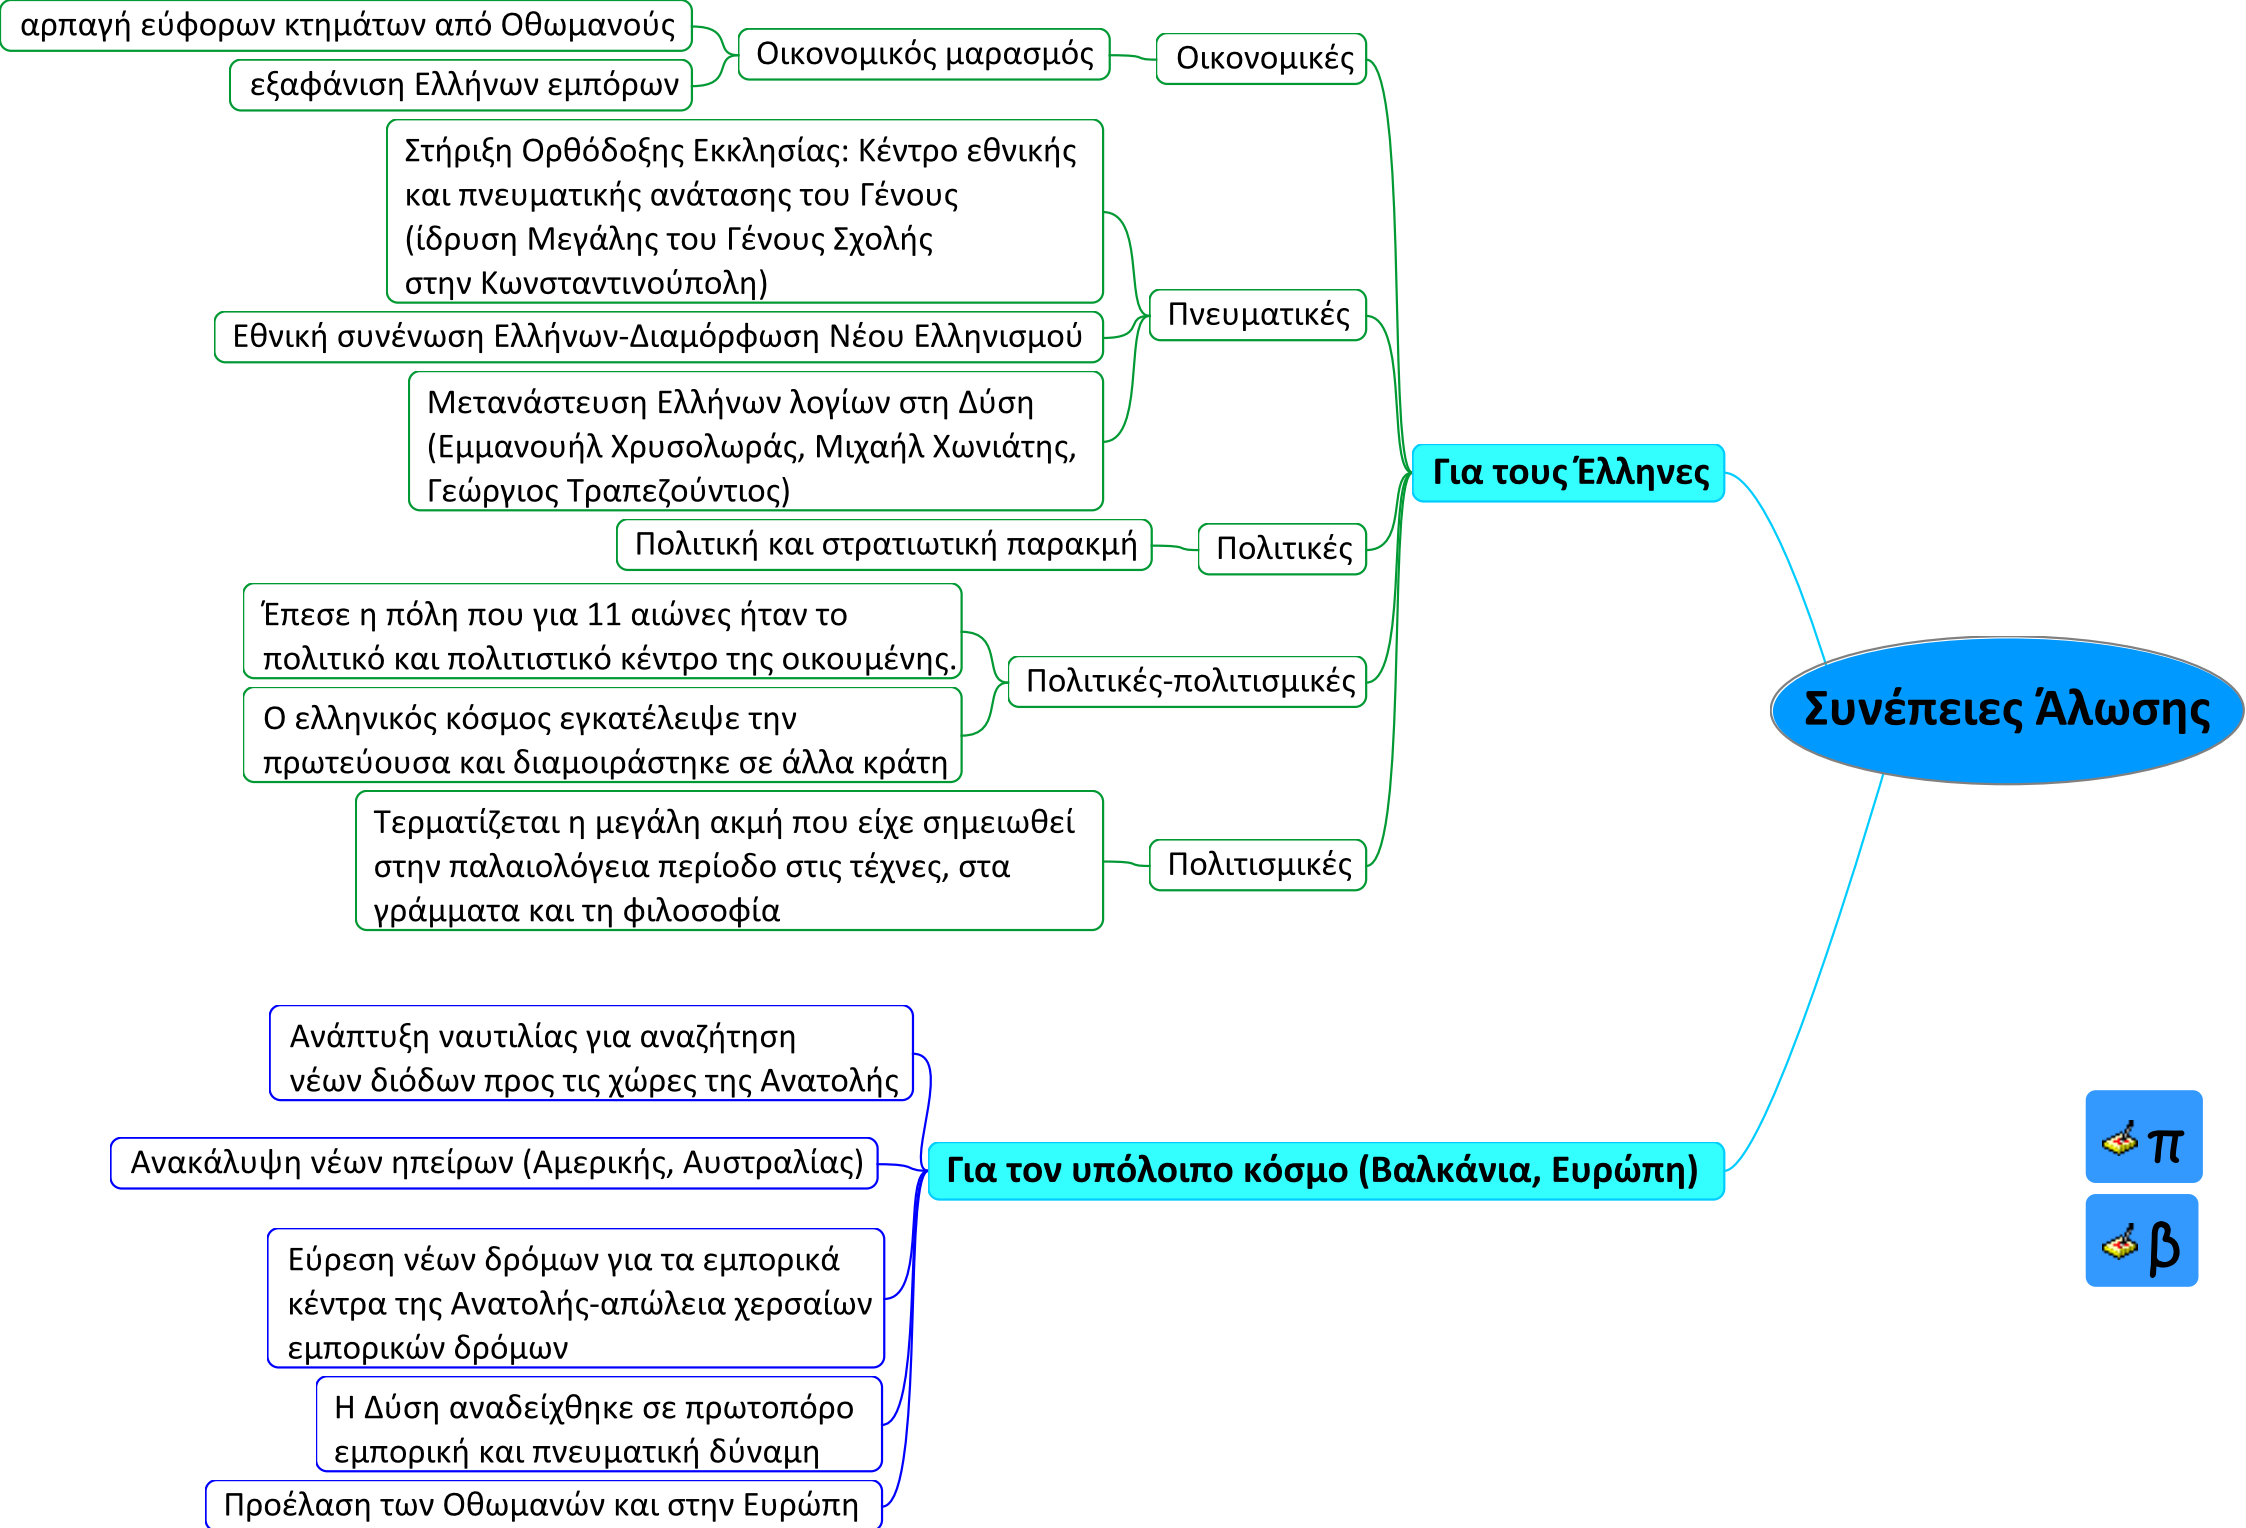 Συνέπειες Άλωσης
Για τους Έλληνες
Οικονομικές
Οικονομικός μαρασμός
αρπαγή εύφορων κτημάτων από Οθωμανούς
εξαφάνιση Ελλήνων εμπόρων
Πνευματικές
Στήριξη Ορθόδοξης Εκκλησίας: Κέντρο εθνικής
και πνευματικής ανάτασης του Γένους
(ίδρυση Μεγάλης του Γένους Σχολής
στην Κωνσταντινούπολη)
Εθνική συνένωση Ελλήνων-Διαμόρφωση Νέου Ελληνισμού
Μετανάστευση Ελλήνων λογίων στη Δύση
(Εμμανουήλ Χρυσολωράς, Μιχαήλ Χωνιάτης,
Γεώργιος Τραπεζούντιος)
Πολιτικές
Πολιτική και στρατιωτική παρακμή
Πολιτικές-πολιτισμικές
Έπεσε η πόλη που για 11 αιώνες ήταν το
πολιτικό και πολιτιστικό κέντρο της οικουμένης.
Ο ελληνικός κόσμος εγκατέλειψε την
πρωτεύουσα και διαμοιράστηκε σε άλλα κράτη
Πολιτισμικές
Τερματίζεται η μεγάλη ακμή που είχε σημειωθεί
στην παλαιολόγεια περίοδο στις τέχνες, στα
γράμματα και τη φιλοσοφία
Για τον υπόλοιπο κόσμο (Βαλκάνια, Ευρώπη)
Ανάπτυξη ναυτιλίας για αναζήτηση
νέων διόδων προς τις χώρες της Ανατολής
Ανακάλυψη νέων ηπείρων (Αμερικής, Αυστραλίας)
Εύρεση νέων δρόμων για τα εμπορικά
κέντρα της Ανατολής-απώλεια χερσαίων
εμπορικών δρόμων
Η Δύση αναδείχθηκε σε πρωτοπόρο
εμπορική και πνευματική δύναμη
Προέλαση των Οθωμανών και στην Ευρώπη
π
β